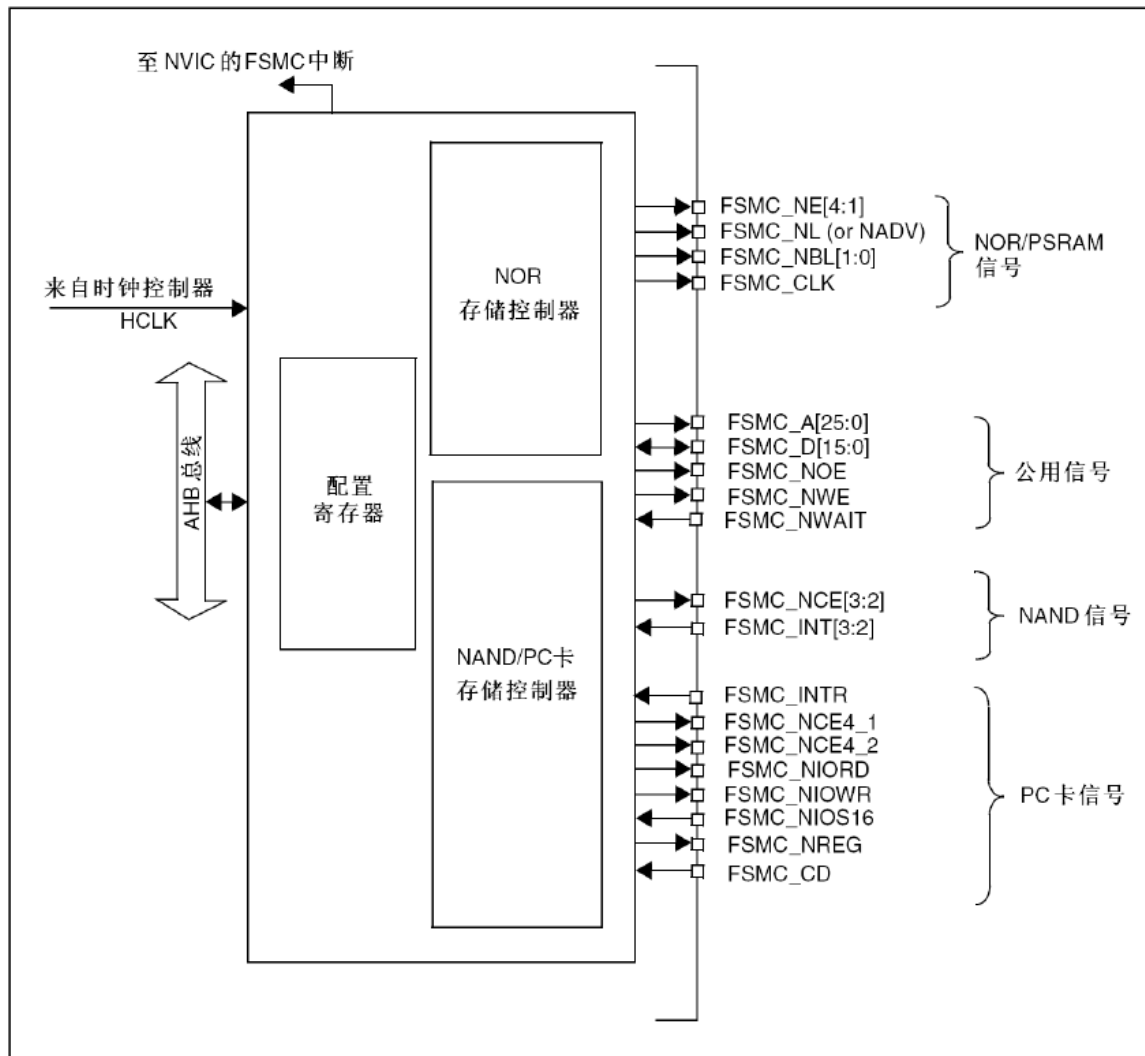 至NVIC的FSMC中断
来自时钟控制器
HCLK
AHB总线
配置
寄存器
NOR
存储控制器
NAND/PC卡
存储控制器
FSMC_NE[4:1]
FSMC_NL (or NADV)
FSMC_NBL[1:0]
FSMC_CLK
NOR/PSRAM
信号
FSMC_A[25:0]
FSMC_D[15:0]
FSMC_NOE
FSMC_NWE
FSMC_NWAIT
公用信号
FSMC_NCE[3:2]
FSMC_INT[3:2]
NAND信号
FSMC_INTR
FSMC_NCE4_1
FSMC_NCE4_2
FSMC_NIORD
FSMC_NIOWR
FSMC_NIOS16
FSMC_NREG
FSMC_CD
PC卡信号